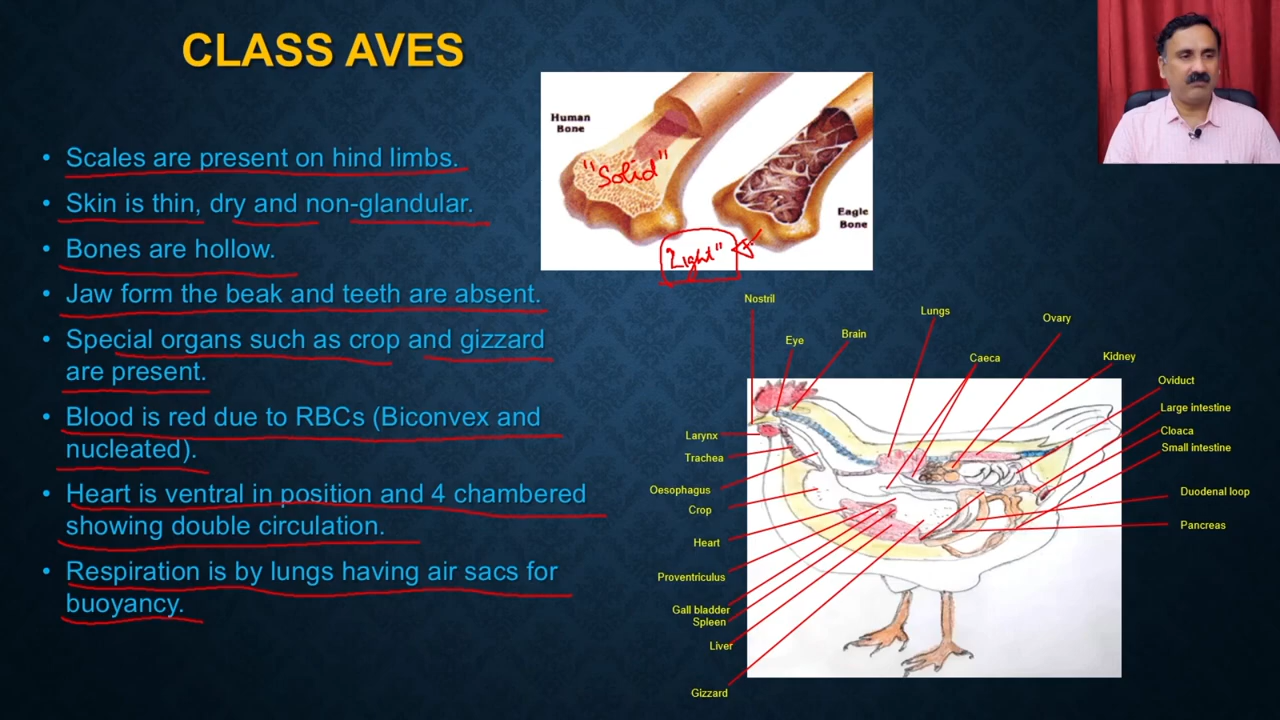 CLASS AVES
• Scales are present on hind limbs.
• Skin is thin, dry and non-glandular.
• Bones are hollow.
• Jaw form the beak and teeth are absent.
• Special organs such as crop and gizzard
are present.
• Blood is red due to RBCs (Biconvex and
nucleated).
• Heart is ventral in position and 4 chambered
showing double circulation.
• Respiration is by lungs having air sacs for
buoyancy.
Human
Bone
"Solid"
Eagle
Bone
"Light"
Nostril
Eye
Brain
Lungs
Caeca
Ovary
Kidney
Oviduct
Large intestine
Cloaca
Small intestine
Duodenal loop
Pancreas
Larynx
Trachea
Oesophagus
Crop
Heart
Proventriculus
Gall bladder
Spleen
Liver
Gizzard